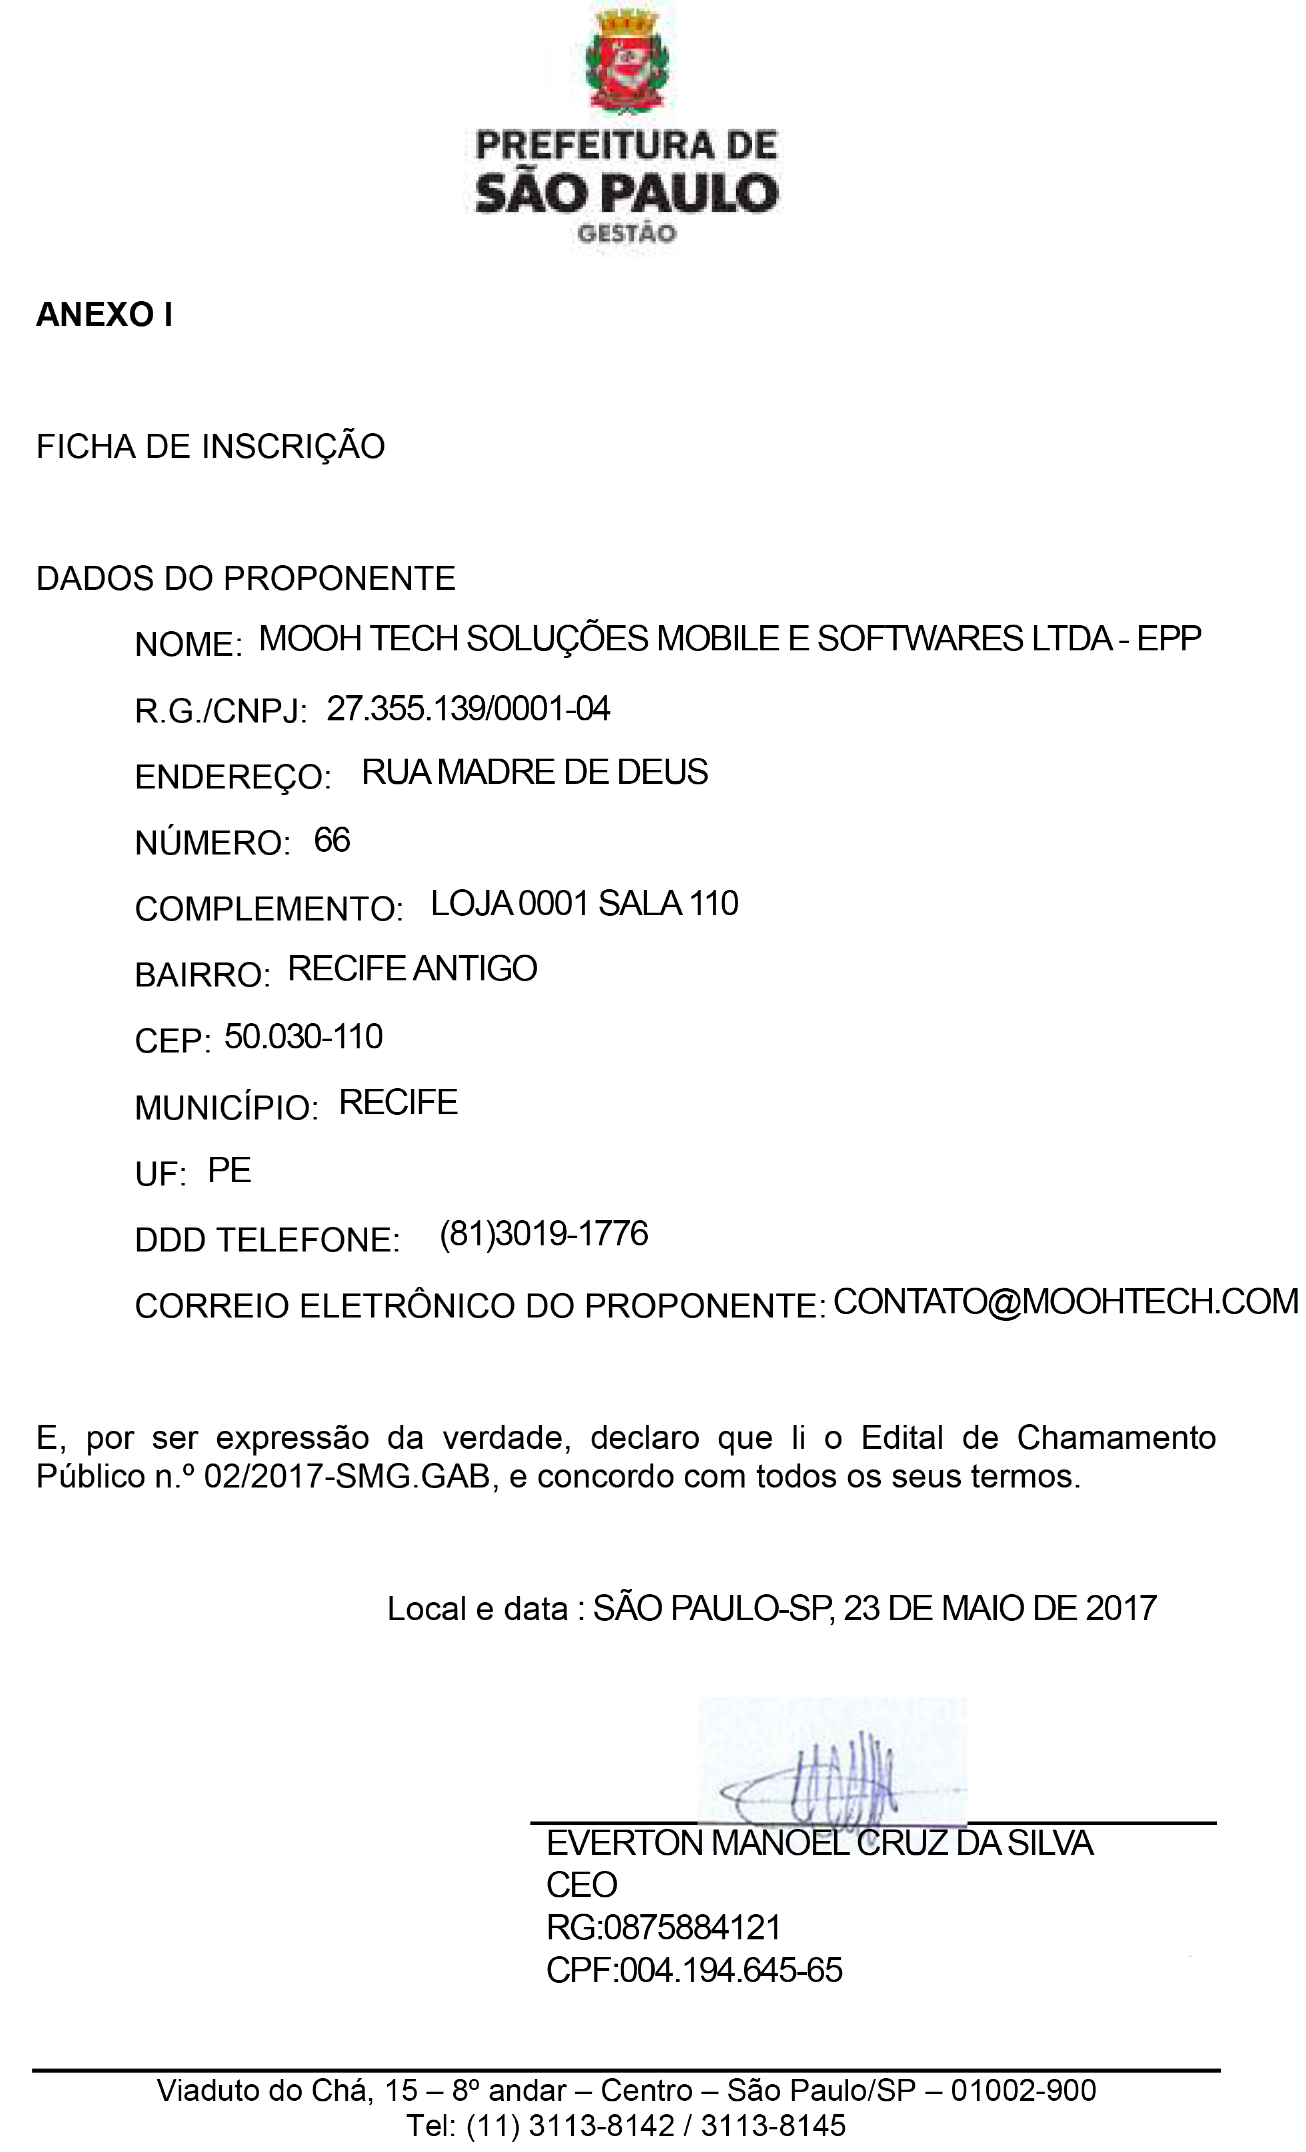 PREFEITURA DE
SÃO PAULO
GESTÃO
ANEXO I
FICHA DE INSCRIÇÃO
DADOS DO PROPONENTE
NOME: MOOH TECH SOLUÇÕES MOBILE E SOFTWARES LTDA - EPP
R.G./CNPJ: 27.355.139/0001-04
ENDEREÇO: RUA MADRE DE DEUS
NÚMERO: 66
COMPLEMENTO: LOJA 0001 SALA 110
BAIRRO: RECIFE ANTIGO
CEP: 50.030-110
MUNICÍPIO: RECIFE
UF: PE
DDD TELEFONE: (81)3019-1776
CORREIO ELETRÔNICO DO PROPONENTE: CONTATO@MOOHTECH.COM
E, por ser expressão da verdade, declaro que li o Edital de Chamamento
Público n.º 02/2017-SMG.GAB, e concordo com todos os seus termos.
Local e data : SÃO PAULO-SP, 23 DE MAIO DE 2017
EVERTON MANOEL CRUZ DA SILVA
CEO
RG:0875884121
CPF:004.194.645-65
Viaduto do Chá, 15 – 8º andar – Centro – São Paulo/SP – 01002-900
Tel: (11) 3113-8142 / 3113-8145